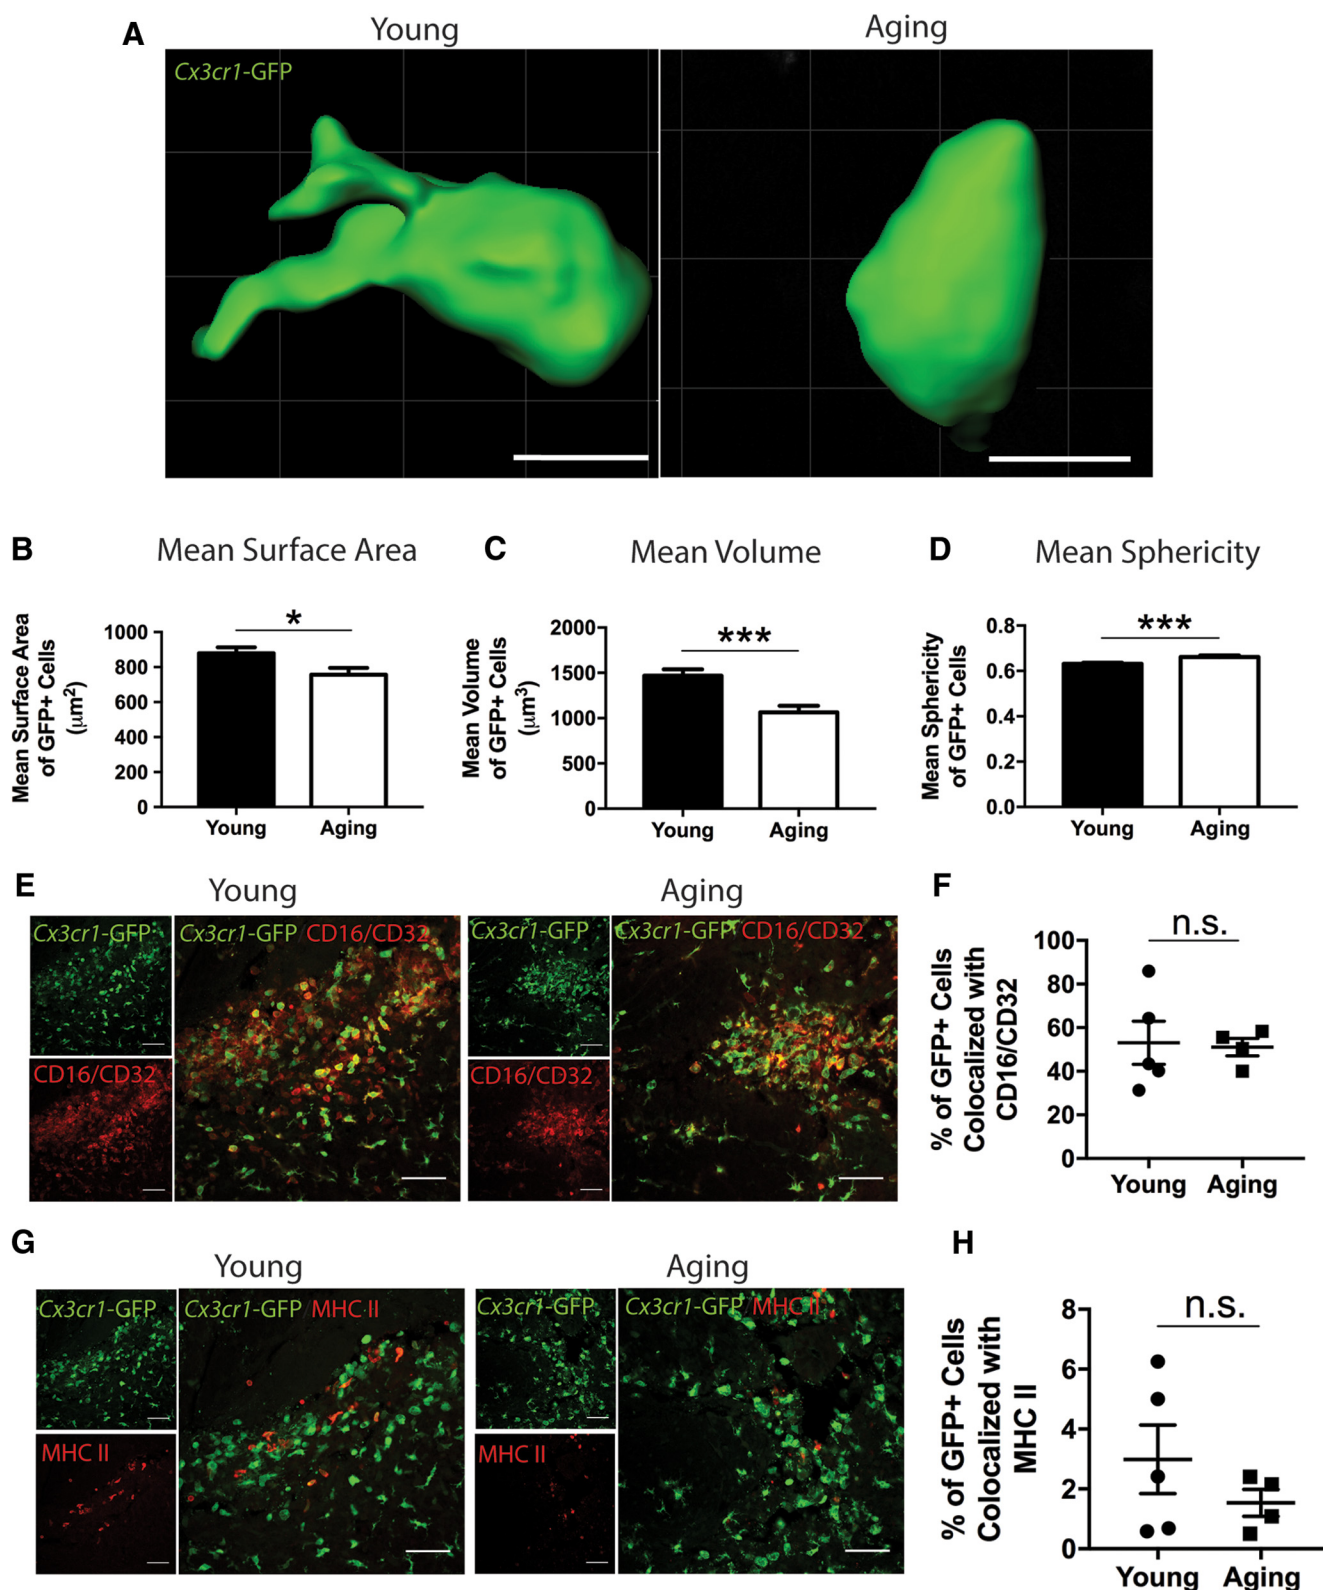 A
Young
Aging
Cx3cr1-GFP
B
Mean Surface Area
Mean Surface Area
of GFP+ Cells
(μm²)
1000
800
600
400
200
0
*
Young
Aging
C
Mean Volume
Mean Volume
of GFP+ Cells
(μm³)
2000
1500
1000
500
0
***
Young
Aging
D
Mean Sphericity
Mean Sphericity
of GFP+ Cells
0.8
0.6
0.4
0.2
0.0
***
Young
Aging
E
Young
Aging
Cx3cr1-GFP
CD16/CD32
Cx3cr1-GFP CD16/CD32
Cx3cr1-GFP
CD16/CD32
Cx3cr1-GFP CD16/CD32
F
% of GFP+ Cells
Colocalized with
CD16/CD32
100
80
60
40
20
0
n.s.
Young
Aging
G
Young
Aging
Cx3cr1-GFP
MHC II
Cx3cr1-GFP MHC II
Cx3cr1-GFP
MHC II
Cx3cr1-GFP MHC II
H
% of GFP+ Cells
Colocalized with
MHC II
8
6
4
2
0
n.s.
Young
Aging